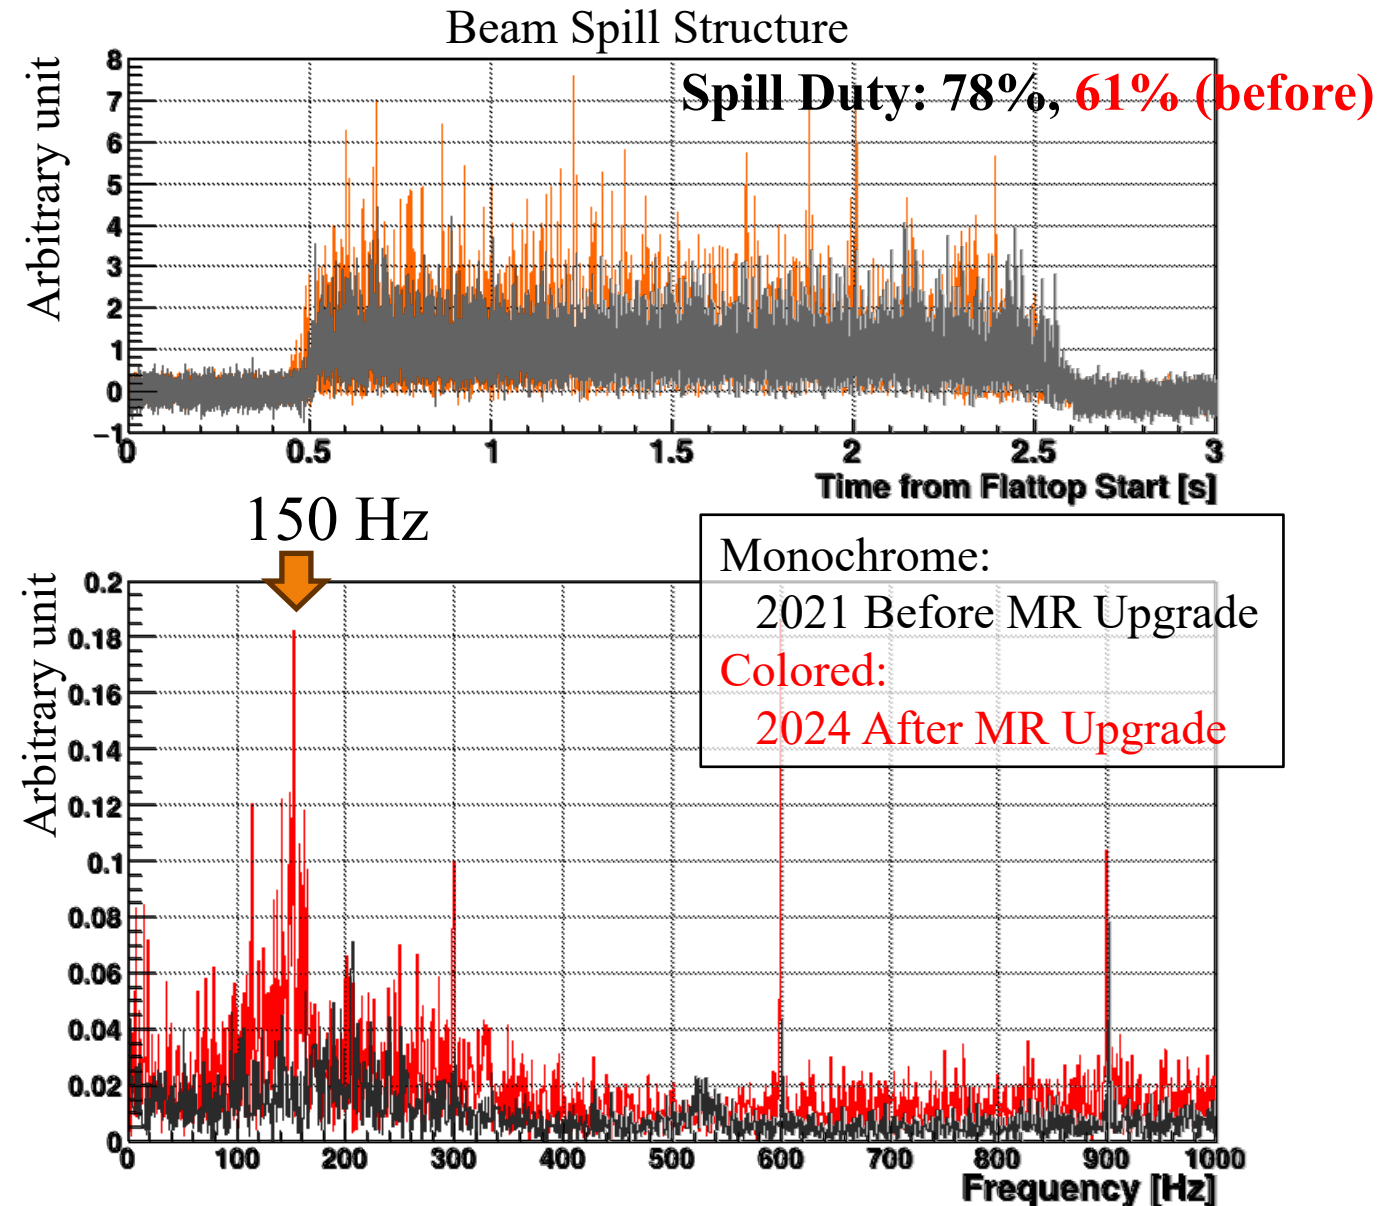 Beam Spill Structure
Arbitrary unit
Spill Duty: 78%, 61% (before)
8
7
6
5
4
3
2
1
0
−1
0 0.5 1 1.5 2 2.5 3
Time from Flattop Start [s]
150 Hz
Monochrome:
2021 Before MR Upgrade
Colored:
2024 After MR Upgrade
Arbitrary unit
0.2
0.18
0.16
0.14
0.12
0.1
0.08
0.06
0.04
0.02
0
0 100 200 300 400 500 600 700 800 900 1000
Frequency [Hz]